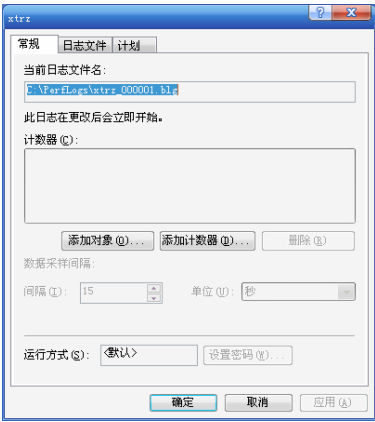 xtrz
常规 日志文件 计划
当前日志文件名:
C:\PerfLogs\xtrz_000001.blg
此日志在更改后会立即开始。
计数器(C):
添加对象(O)... 添加计数器(D)... 删除(R)
数据采样间隔:
间隔(I): 15 单位(U): 秒
运行方式(S): <默认> 设置密码(W)...
确定 取消 应用(A)